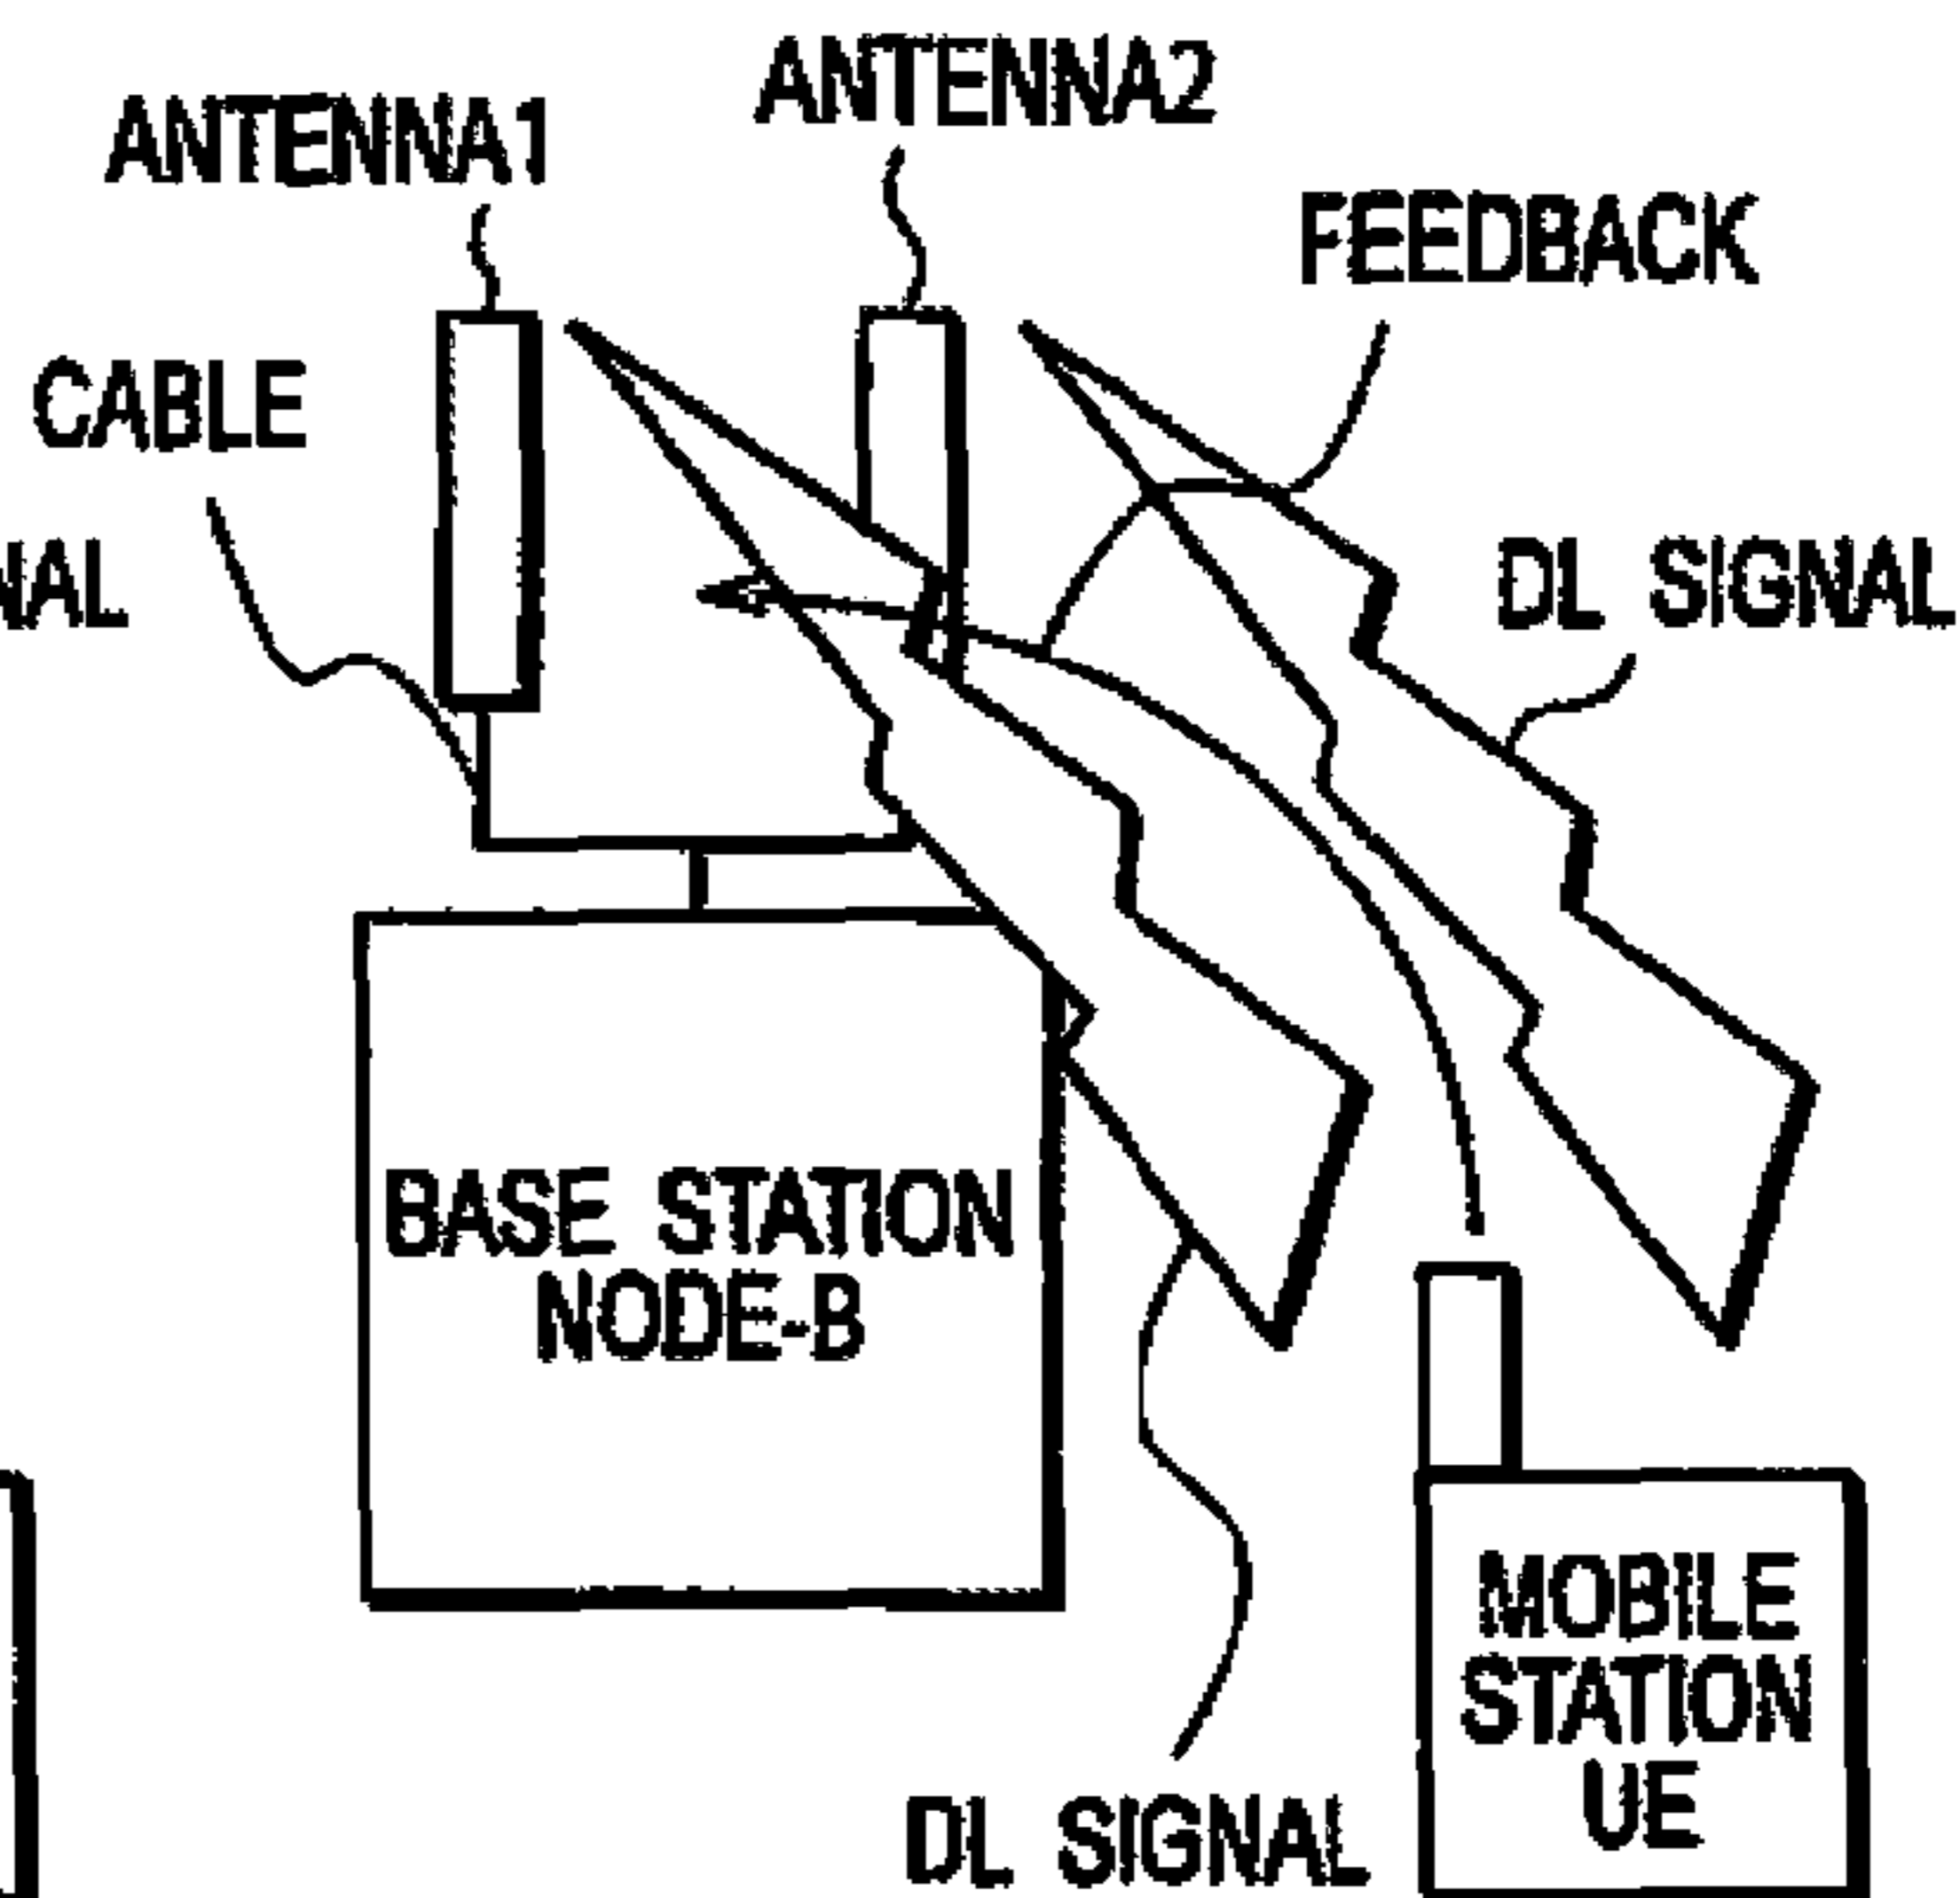 ANTENNA1
ANTENNA2
FEEDBACK
CABLE
DL SIGNAL
BASE STATION
NODE-B
MOBILE
STATION
UE
DL SIGNAL